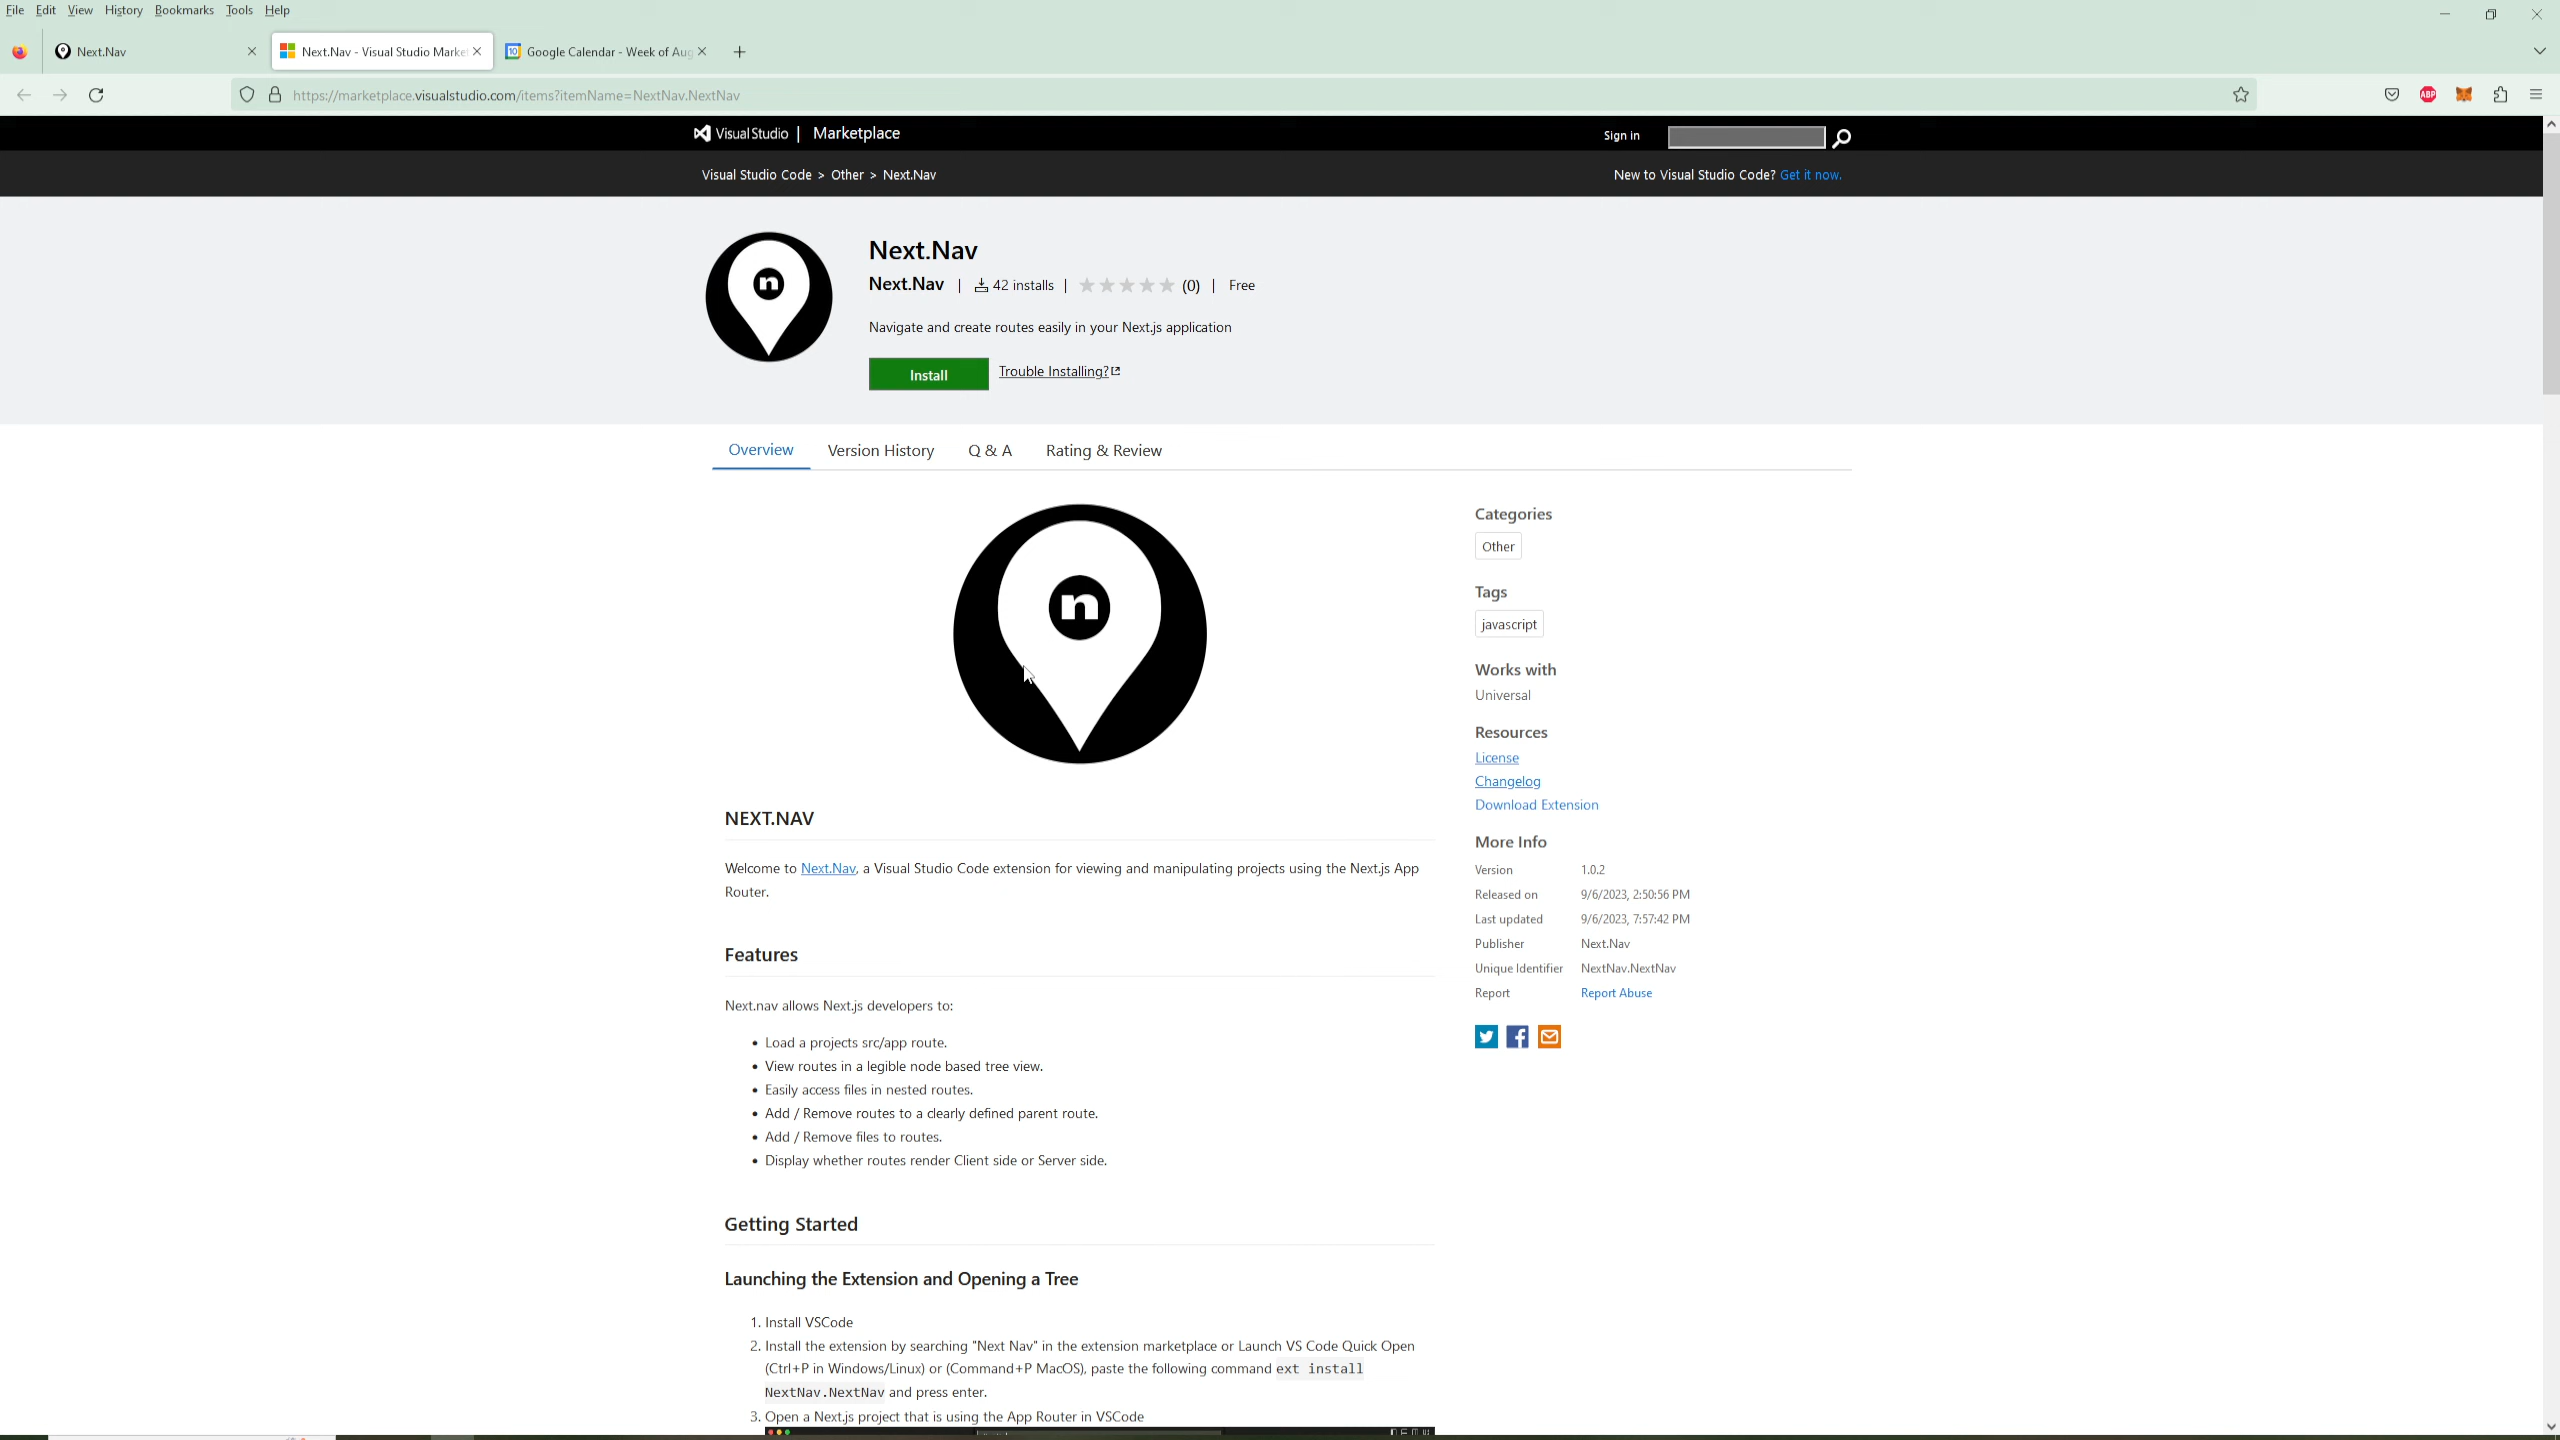 File Edit View History Bookmarks Tools Help
Next.Nav
Next.Nav - Visual Studio Marke
Google Calendar - Week of Aug
https://marketplace.visualstudio.com/items?itemName=NextNav.NextNav
ABP
Visual Studio | Marketplace
Sign in
Visual Studio Code > Other > Next.Nav
New to Visual Studio Code? Get it now.
n
Next.Nav
Next.Nav | 42 installs | (0) | Free
Navigate and create routes easily in your Next.js application
Install
Trouble Installing?
Overview Version History Q & A Rating & Review
n
Categories
Other
Tags
javascript
Works with
Universal
Resources
License
Changelog
Download Extension
More Info
Version 1.0.2
Released on 9/6/2023, 2:50:56 PM
Last updated 9/6/2023, 7:57:42 PM
Publisher Next.Nav
Unique Identifier NextNav.NextNav
Report Report Abuse
NEXT.NAV
Welcome to Next.Nav, a Visual Studio Code extension for viewing and manipulating projects using the Next.js App
Router.
Features
Next.nav allows Next.js developers to:
• Load a projects src/app route.
• View routes in a legible node based tree view.
• Easily access files in nested routes.
• Add / Remove routes to a clearly defined parent route.
• Add / Remove files to routes.
• Display whether routes render Client side or Server side.
Getting Started
Launching the Extension and Opening a Tree
1. Install VSCode
2. Install the extension by searching "Next Nav" in the extension marketplace or Launch VS Code Quick Open
(Ctrl+P in Windows/Linux) or (Command+P MacOS), paste the following command ext install
NextNav.NextNav and press enter.
3. Open a Next.js project that is using the App Router in VSCode